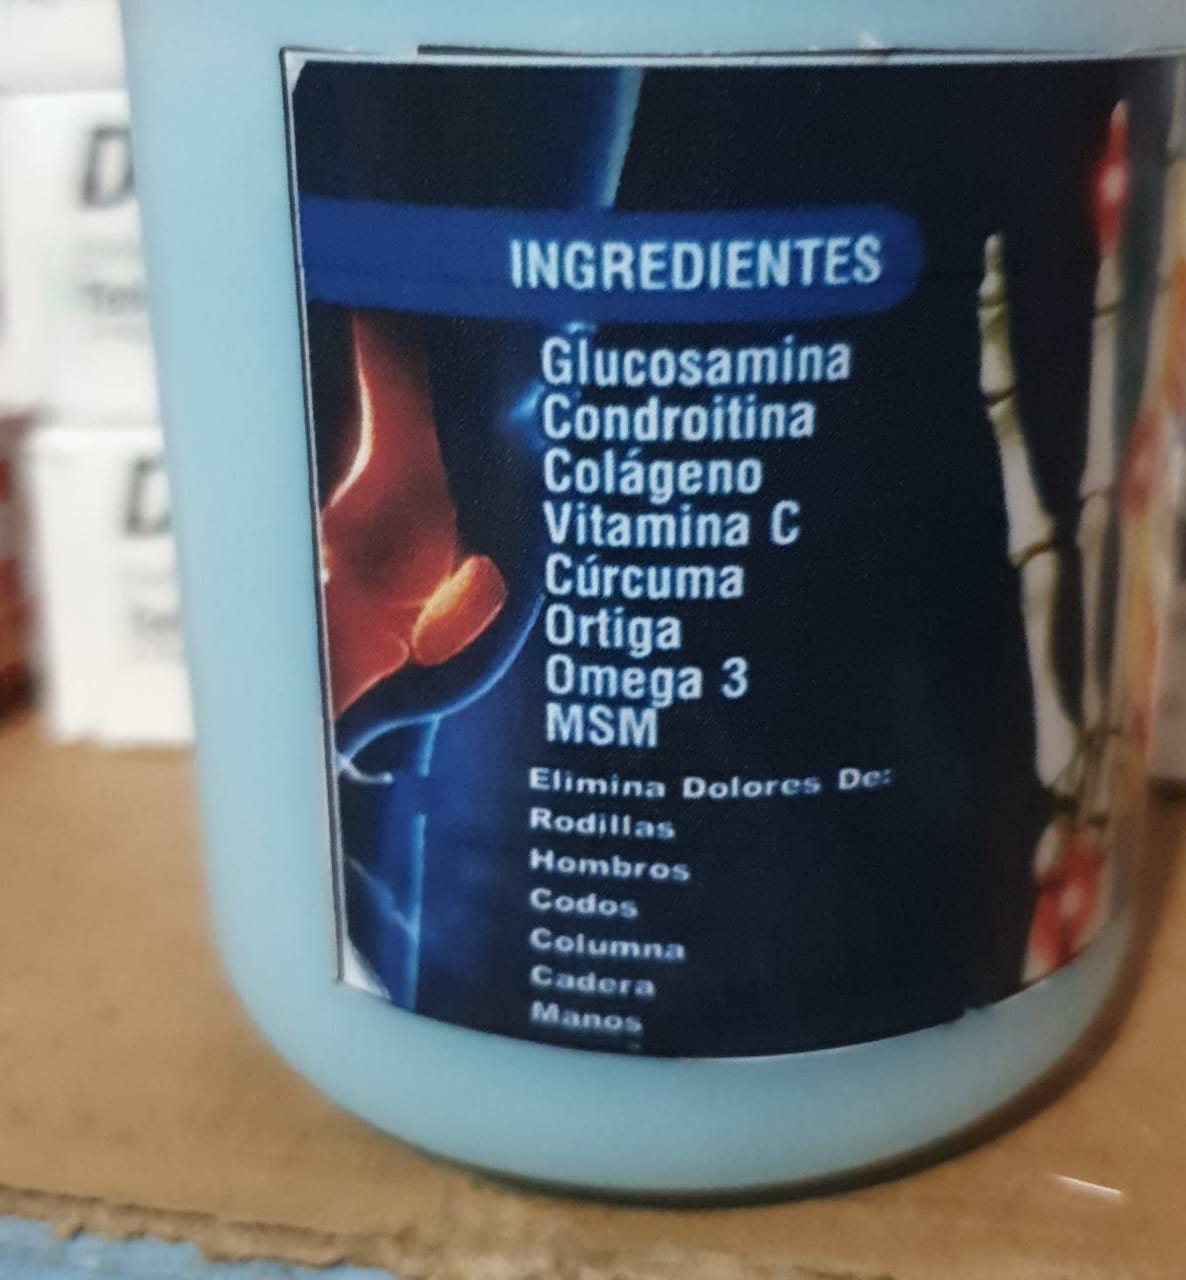 INGREDIENTES
Glucosamina
Condroitina
Colágeno
Vitamina C
Cúrcuma
Ortiga
Omega 3
MSM
Elimina Dolores De:
Rodillas
Hombros
Codos
Columna
Cadera
Manos